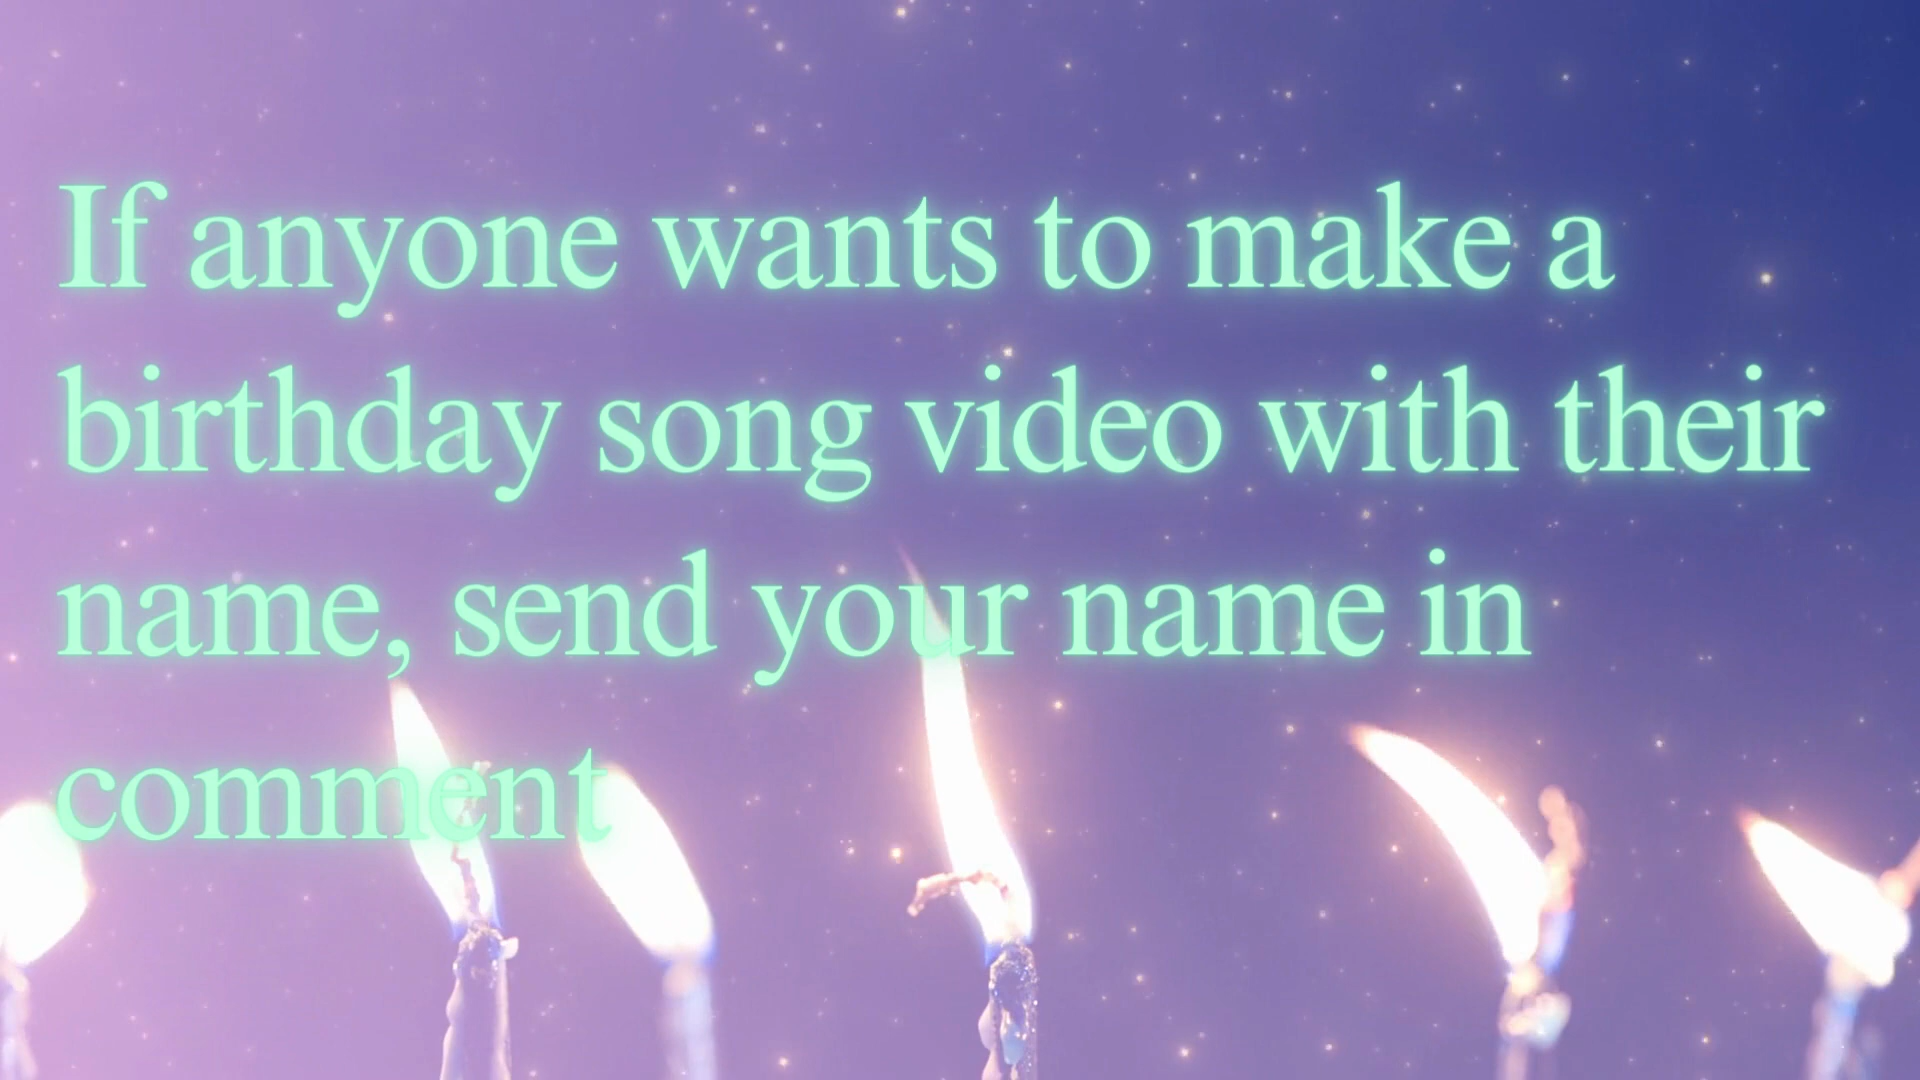 If anyone wants to make a
birthday song video with their
name, send your name in
comment